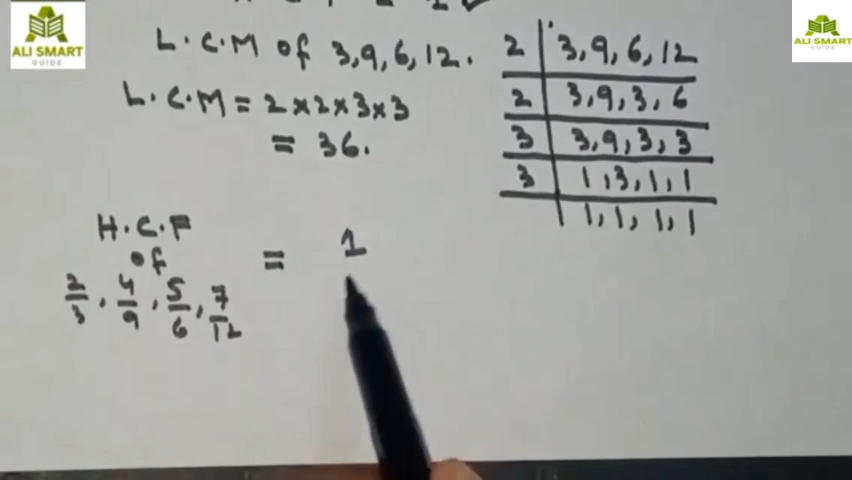 ALI SMART
GUIDE
ALI SMART
GUIDE
L.C.M of 3,9,6,12.
L.C.M = 2×2×3×3
= 36.
2 | 3,9,6,12
2 | 3,9,3,6
3 | 3,9,3,3
3 | 1,3,1,1
| 1,1,1,1
H.C.F
of
2/3, 4/9, 5/6, 7/12
= 1